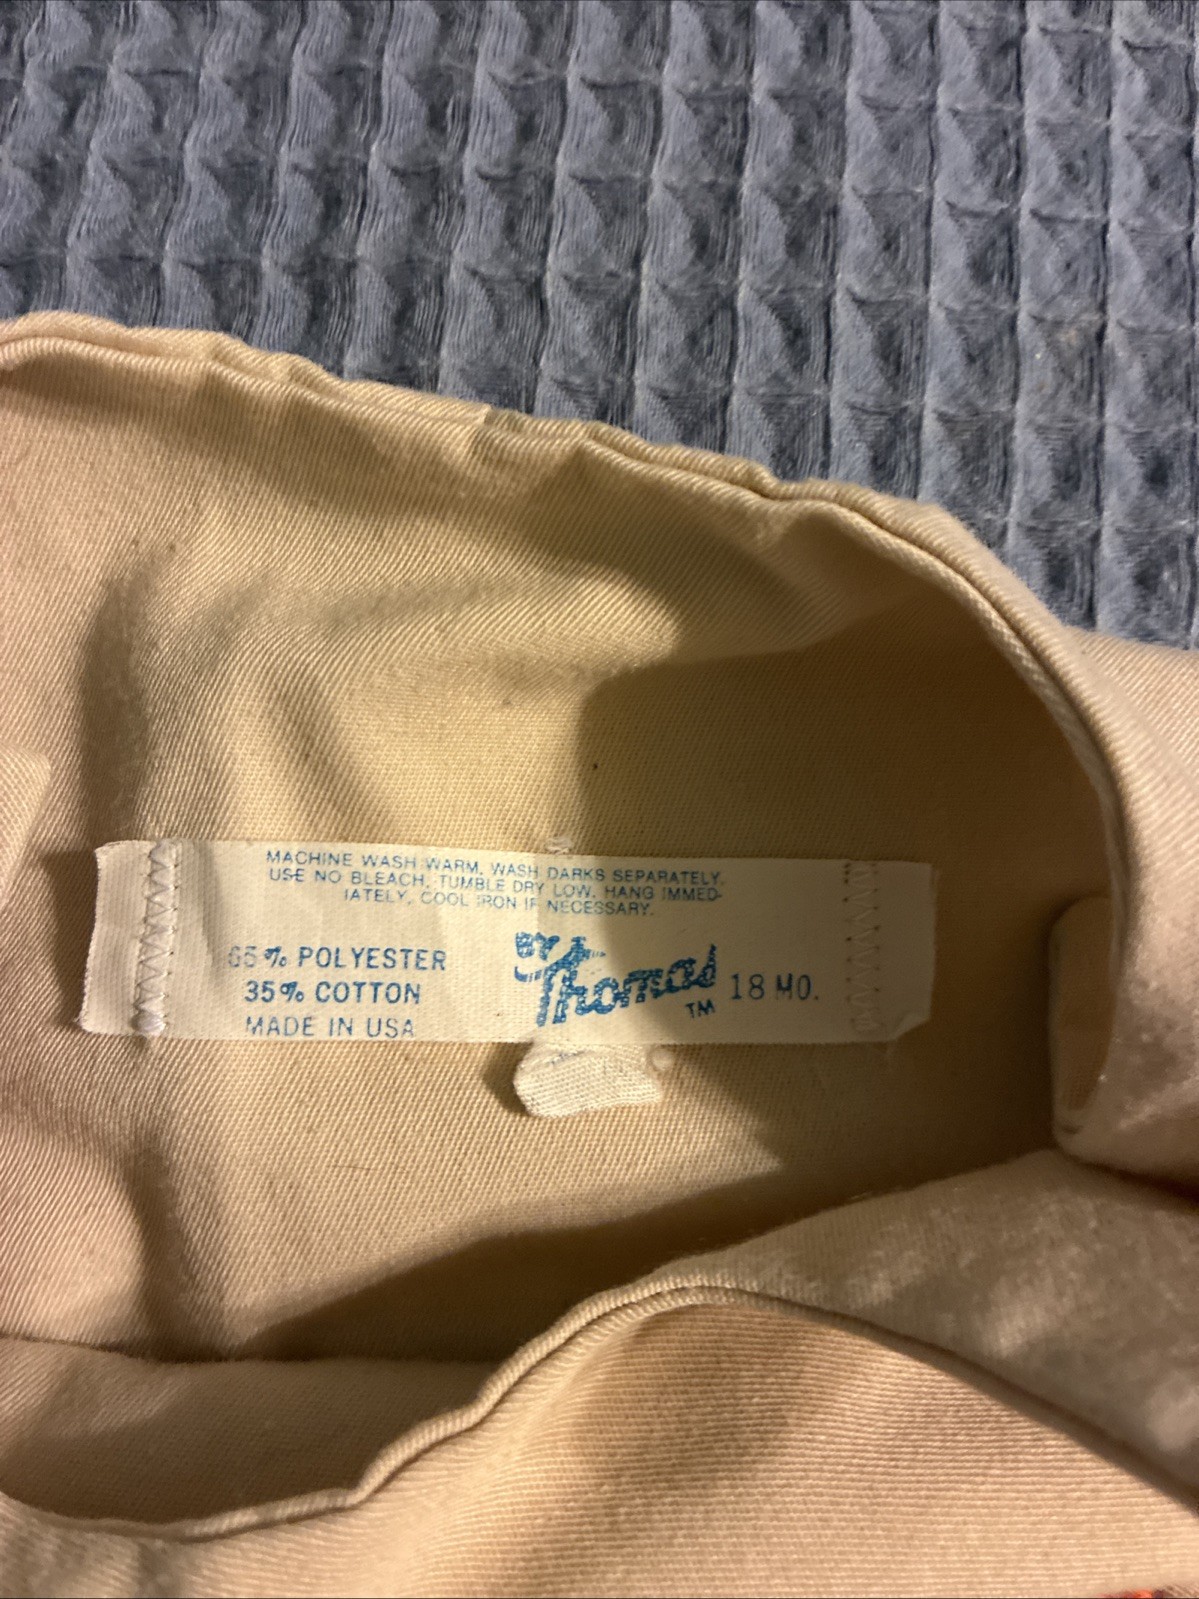 MACHINE WASH WARM, WASH DARKS SEPARATELY.
USE NO BLEACH, TUMBLE DRY LOW, HANG IMMED-
IATELY, COOL IRON IF NECESSARY.
65% POLYESTER
35% COTTON
MADE IN USA
BY
Thomas
TM
18 MO.